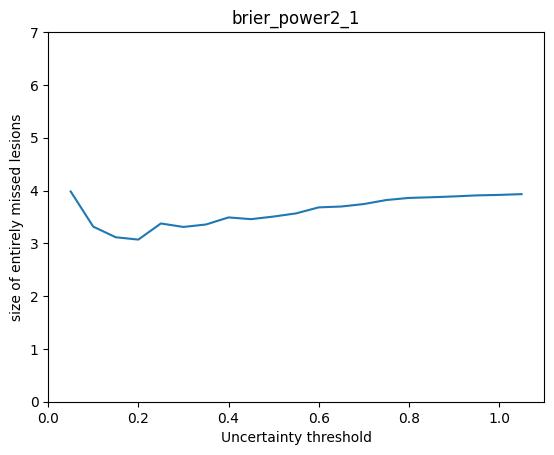 brier_power2_1
size of entirely missed lesions
7
6
5
4
3
2
1
0
0.0 0.2 0.4 0.6 0.8 1.0
Uncertainty threshold